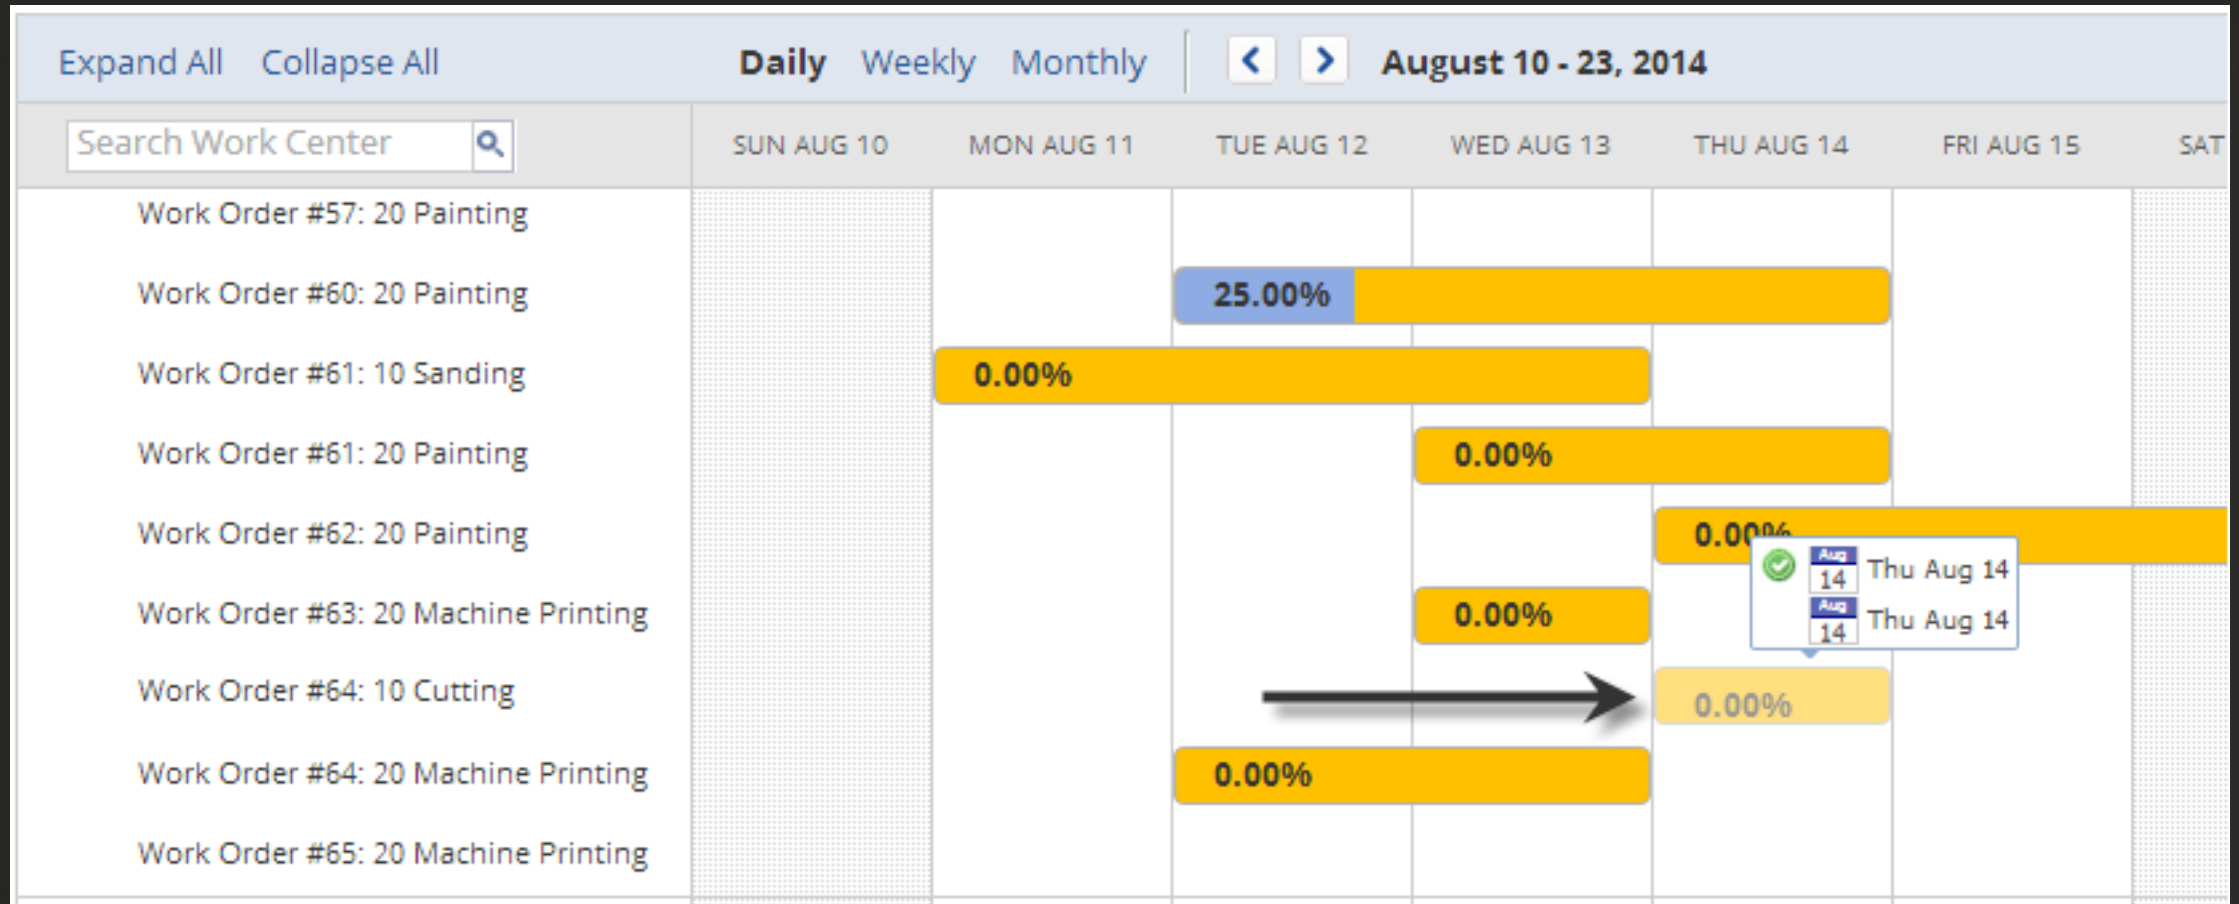 Expand All Collapse All Daily Weekly Monthly August 10 - 23, 2014
Search Work Center SUN AUG 10 MON AUG 11 TUE AUG 12 WED AUG 13 THU AUG 14 FRI AUG 15 SAT
Work Order #57: 20 Painting
Work Order #60: 20 Painting 25.00%
Work Order #61: 10 Sanding 0.00%
Work Order #61: 20 Painting 0.00%
Work Order #62: 20 Painting 0.00%
Aug 14 Thu Aug 14
Aug 14 Thu Aug 14
Work Order #63: 20 Machine Printing 0.00%
Work Order #64: 10 Cutting 0.00%
Work Order #64: 20 Machine Printing 0.00%
Work Order #65: 20 Machine Printing